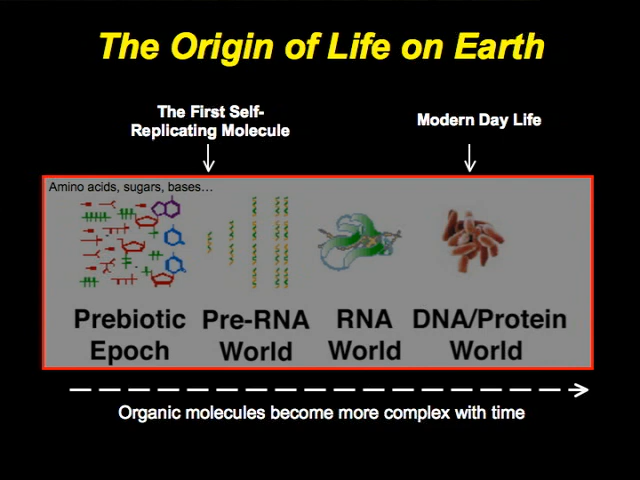 The Origin of Life on Earth
The First Self-
Replicating Molecule
Modern Day Life
Amino acids, sugars, bases...
Prebiotic
Epoch
Pre-RNA
World
RNA
World
DNA/Protein
World
Organic molecules become more complex with time